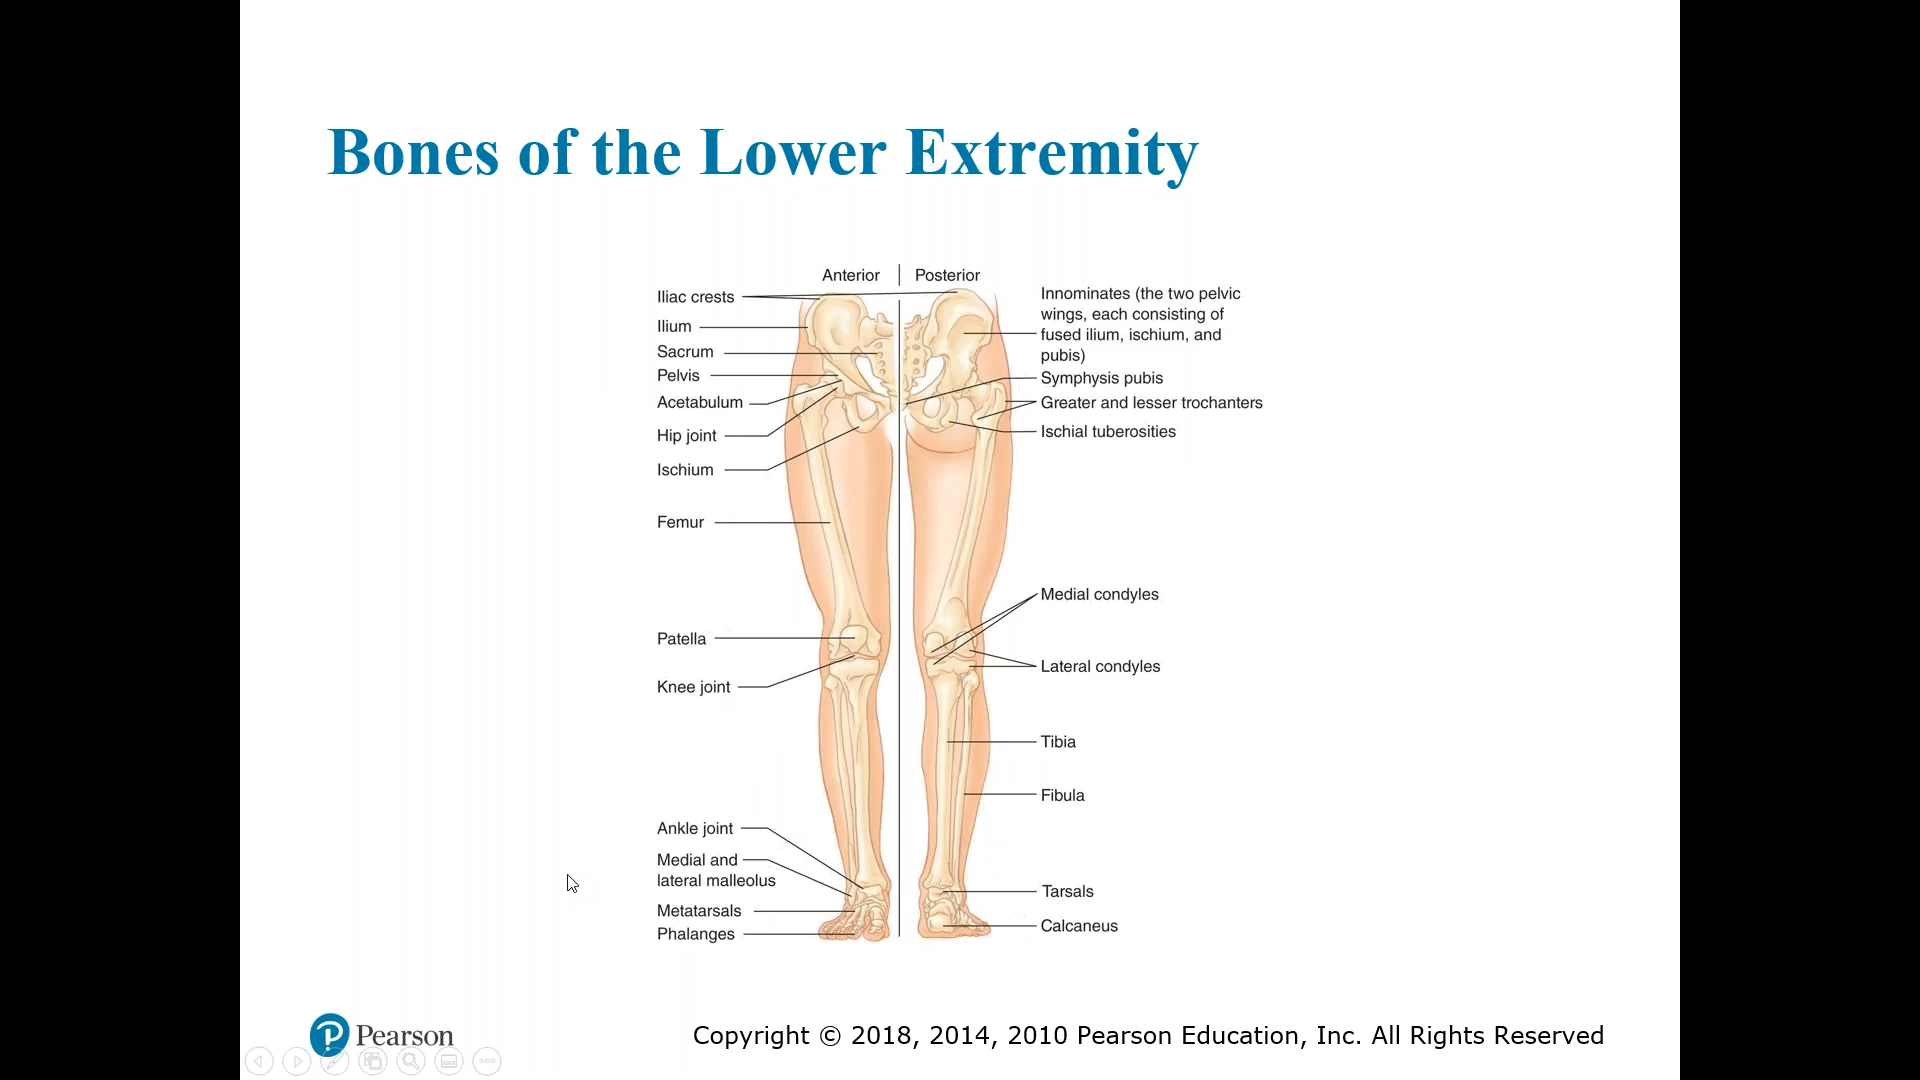 Bones of the Lower Extremity
Anterior
Posterior
Iliac crests
Ilium
Sacrum
Pelvis
Acetabulum
Hip joint
Ischium
Femur
Patella
Knee joint
Ankle joint
Medial and
lateral malleolus
Metatarsals
Phalanges
Innominates (the two pelvic
wings, each consisting of
fused ilium, ischium, and
pubis)
Symphysis pubis
Greater and lesser trochanters
Ischial tuberosities
Medial condyles
Lateral condyles
Tibia
Fibula
Tarsals
Calcaneus
Pearson
Copyright © 2018, 2014, 2010 Pearson Education, Inc. All Rights Reserved